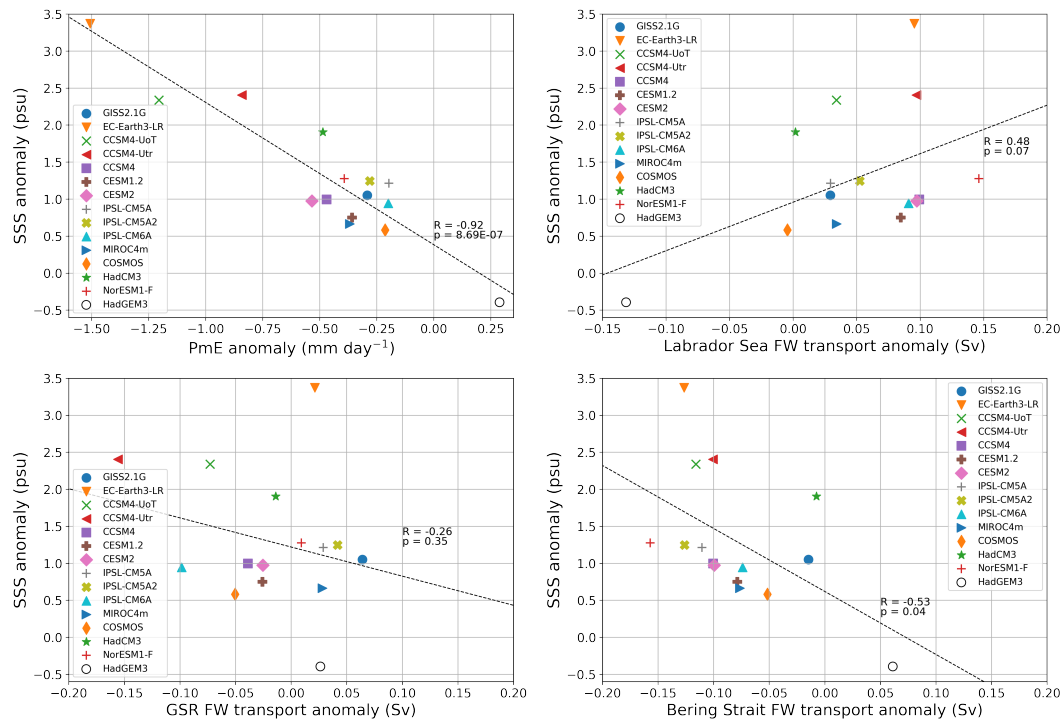 3.5
3.0
2.5
2.0
1.5
1.0
0.5
0.0
−0.5
SSS anomaly (psu)
GISS2.1G
EC-Earth3-LR
CCSM4-UoT
CCSM4-Utr
CCSM4
CESM1.2
CESM2
IPSL-CM5A
IPSL-CM5A2
IPSL-CM6A
MIROC4m
COSMOS
HadCM3
NorESM1-F
HadGEM3
R = -0.92
p = 8.69E-07
−1.50 −1.25 −1.00 −0.75 −0.50 −0.25 0.00 0.25
PmE anomaly (mm day⁻¹)
3.5
3.0
2.5
2.0
1.5
1.0
0.5
0.0
−0.5
SSS anomaly (psu)
GISS2.1G
EC-Earth3-LR
CCSM4-UoT
CCSM4-Utr
CCSM4
CESM1.2
CESM2
IPSL-CM5A
IPSL-CM5A2
IPSL-CM6A
MIROC4m
COSMOS
HadCM3
NorESM1-F
HadGEM3
R = 0.48
p = 0.07
−0.15 −0.10 −0.05 0.00 0.05 0.10 0.15 0.20
Labrador Sea FW transport anomaly (Sv)
3.5
3.0
2.5
2.0
1.5
1.0
0.5
0.0
−0.5
SSS anomaly (psu)
GISS2.1G
EC-Earth3-LR
CCSM4-UoT
CCSM4-Utr
CCSM4
CESM1.2
CESM2
IPSL-CM5A
IPSL-CM5A2
IPSL-CM6A
MIROC4m
COSMOS
HadCM3
NorESM1-F
HadGEM3
R = -0.26
p = 0.35
−0.20 −0.15 −0.10 −0.05 0.00 0.05 0.10 0.15 0.20
GSR FW transport anomaly (Sv)
3.5
3.0
2.5
2.0
1.5
1.0
0.5
0.0
−0.5
SSS anomaly (psu)
GISS2.1G
EC-Earth3-LR
CCSM4-UoT
CCSM4-Utr
CCSM4
CESM1.2
CESM2
IPSL-CM5A
IPSL-CM5A2
IPSL-CM6A
MIROC4m
COSMOS
HadCM3
NorESM1-F
HadGEM3
R = -0.53
p = 0.04
−0.20 −0.15 −0.10 −0.05 0.00 0.05 0.10 0.15 0.20
Bering Strait FW transport anomaly (Sv)